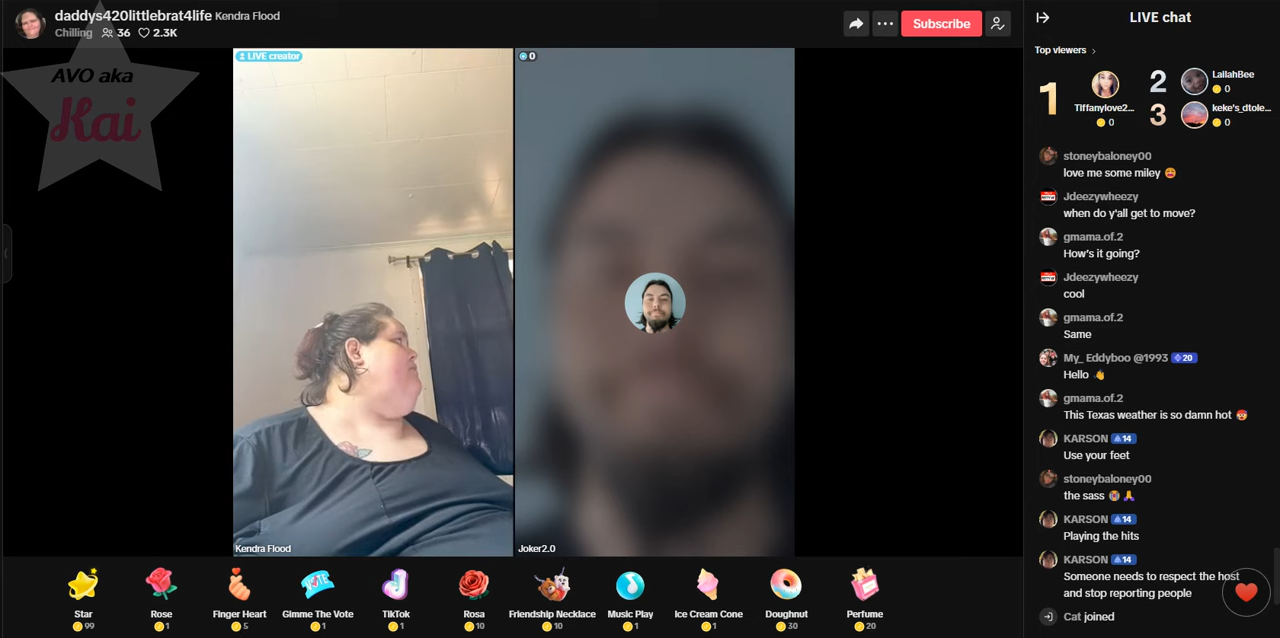 daddys420littlebrat4life Kendra Flood
Chilling 36 2.3K
Subscribe
AVO aka
Kai
LIVE creator
0
Kendra Flood
Joker2.0
Star
99
Rose
1
Finger Heart
5
VOTE
Gimme The Vote
1
TikTok
1
Rosa
10
Friendship Necklace
10
Music Play
1
Ice Cream Cone
1
Doughnut
30
Perfume
20
LIVE chat
Top viewers >
1
Tiffanylove2...
0
2
LailahBee
0
3
keke's_dtole...
0
stoneybaloney00
love me some miley 🥰
Jdeezywheezy
when do y'all get to move?
gmama.of.2
How's it going?
Jdeezywheezy
cool
gmama.of.2
Same
My_ Eddyboo @1993 20
Hello 👋
gmama.of.2
This Texas weather is so damn hot 🥵
KARSON 14
Use your feet
stoneybaloney00
the sass
KARSON 14
Playing the hits
KARSON 14
Someone needs to respect the host
and stop reporting people
Cat joined